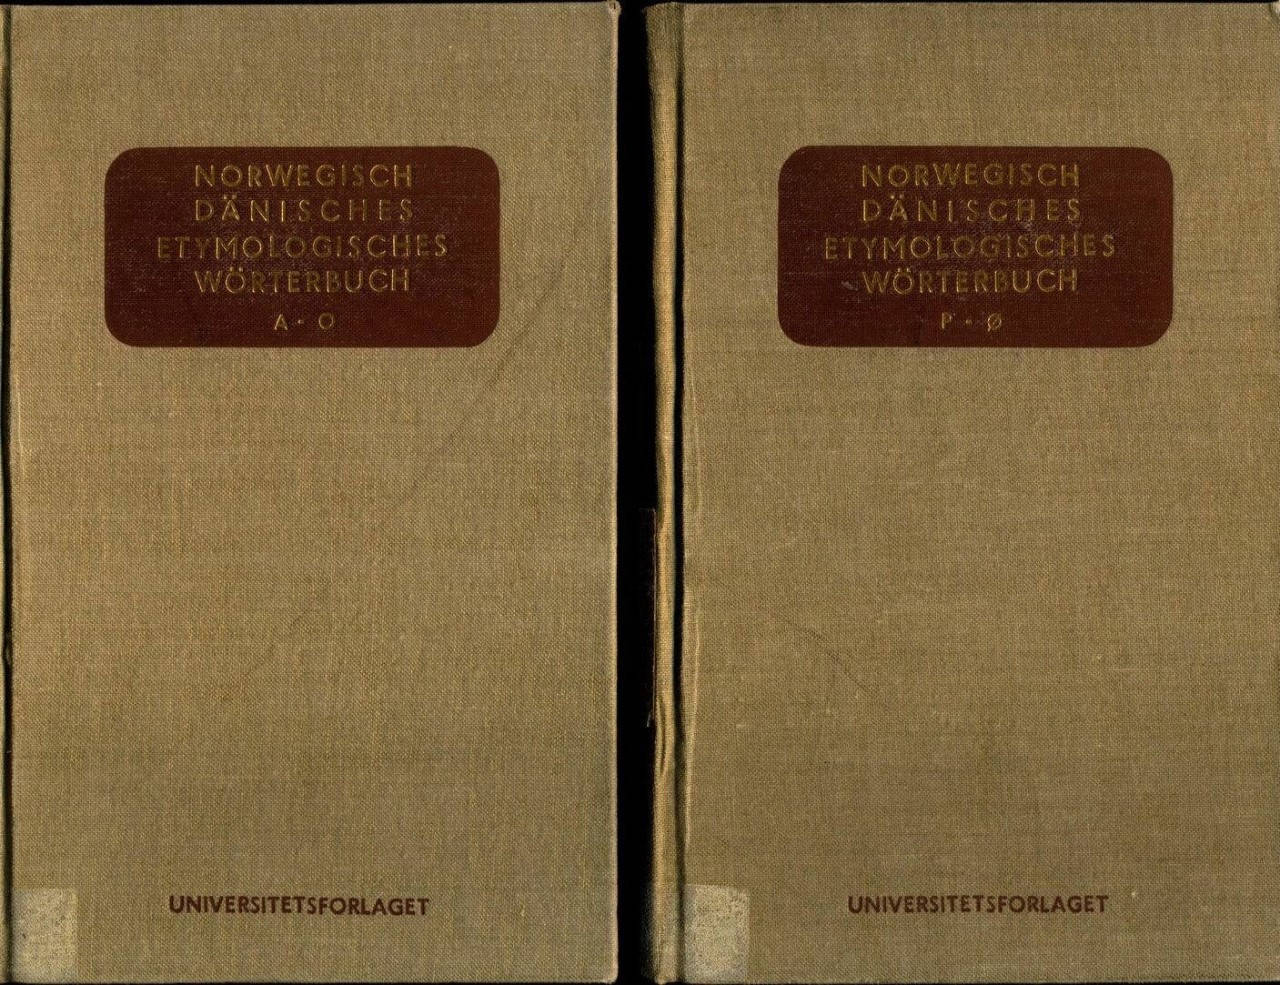 NORWEGISCH
DÄNISCHES
ETYMOLOGISCHES
WÖRTERBUCH
A - O
UNIVERSITETSFORLAGET
NORWEGISCH
DÄNISCHES
ETYMOLOGISCHES
WÖRTERBUCH
P - Ø
UNIVERSITETSFORLAGET